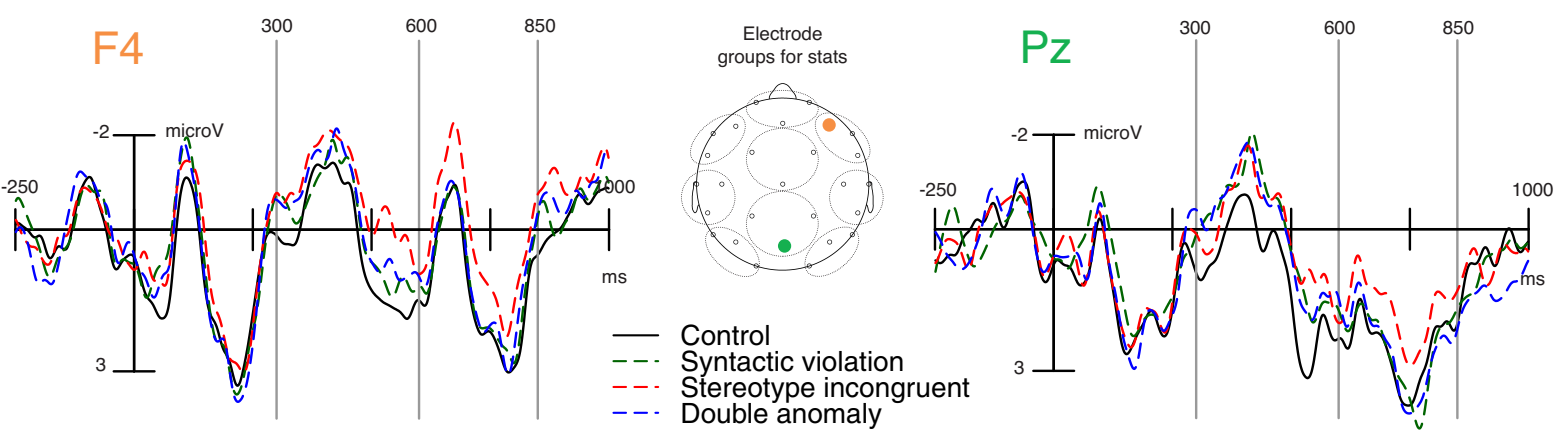 F4
300
600
850
-2
microV
-250
1000
ms
3
Electrode
groups for stats
Control
Syntactic violation
Stereotype incongruent
Double anomaly
Pz
300
600
850
-2
microV
-250
1000
ms
3